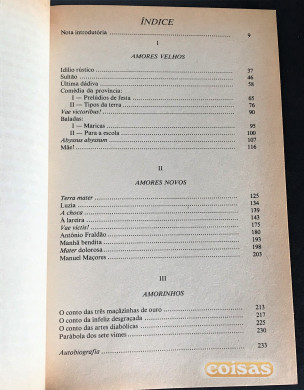 ÍNDICE
Nota introdutória 9
I
AMORES VELHOS
Idílio rústico 37
Sultão 46
Última dádiva 58
Comédia da província:
I — Prelúdios de festa 65
II — Tipos da terra 76
Vae victoribus! 90
Baladas:
I — Maricas 95
II — Para a escola 100
Abyssus abyssum 107
Mãe! 116
II
AMORES NOVOS
Terra mater 125
Luzia 134
A choca 139
À lareira 143
Vae victis! 175
António Fraldão 180
Manhã bendita 193
Mater dolorosa 198
Manuel Maçores 203
III
AMORINHOS
O conto das três maçãzinhas de ouro 213
O conto da infeliz desgraçada 217
O conto das artes diabólicas 225
Parábola dos sete vimes 230
Autobiografia 233
coisas